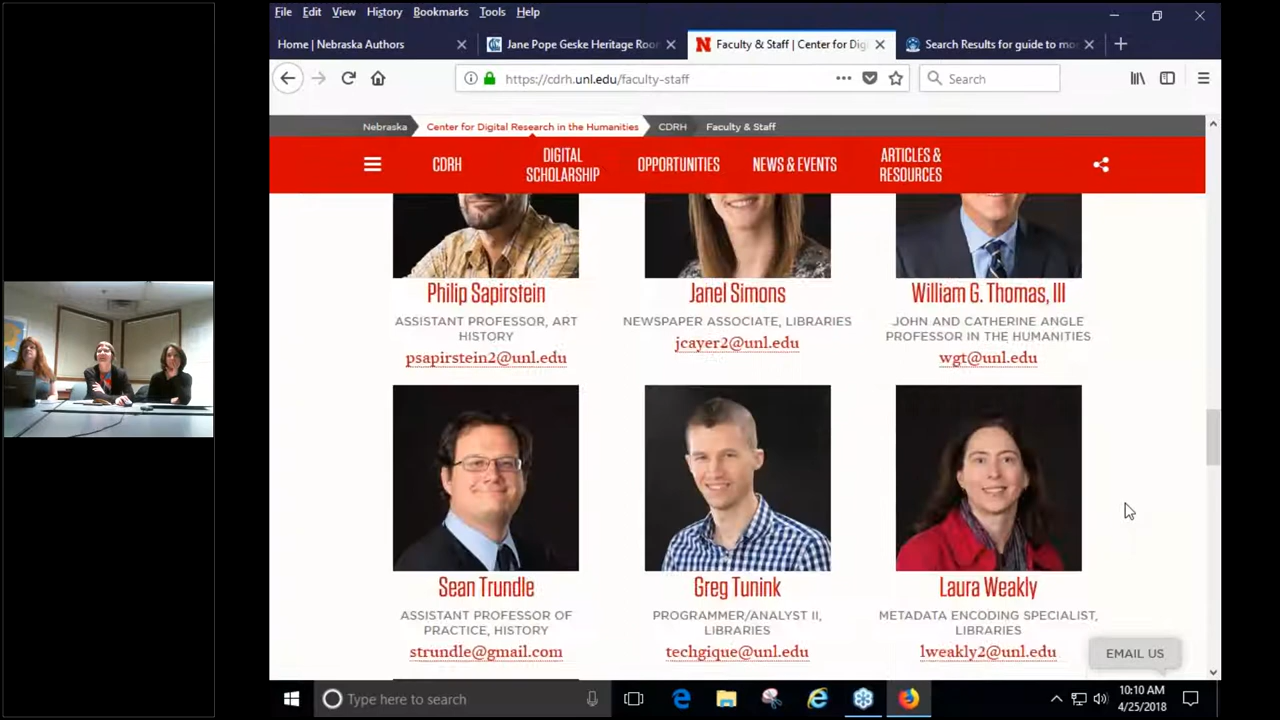 File Edit View History Bookmarks Tools Help
Home | Nebraska Authors
Jane Pope Geske Heritage Roo
Faculty & Staff | Center for Dig
Search Results for guide to mo
https://cdrh.unl.edu/faculty-staff
Search
Nebraska
Center for Digital Research in the Humanities
CDRH
Faculty & Staff
CDRH
DIGITAL
SCHOLARSHIP
OPPORTUNITIES
NEWS & EVENTS
ARTICLES &
RESOURCES
Philip Sapirstein
ASSISTANT PROFESSOR, ART
HISTORY
psapirstein2@unl.edu
Janel Simons
NEWSPAPER ASSOCIATE, LIBRARIES
jcayer2@unl.edu
William G. Thomas, III
JOHN AND CATHERINE ANGLE
PROFESSOR IN THE HUMANITIES
wgt@unl.edu
Sean Trundle
ASSISTANT PROFESSOR OF
PRACTICE, HISTORY
strundle@gmail.com
Greg Tunink
PROGRAMMER/ANALYST II,
LIBRARIES
techgique@unl.edu
Laura Weakly
METADATA ENCODING SPECIALIST,
LIBRARIES
lweakly2@unl.edu
EMAIL US
Type here to search
10:10 AM
4/25/2018